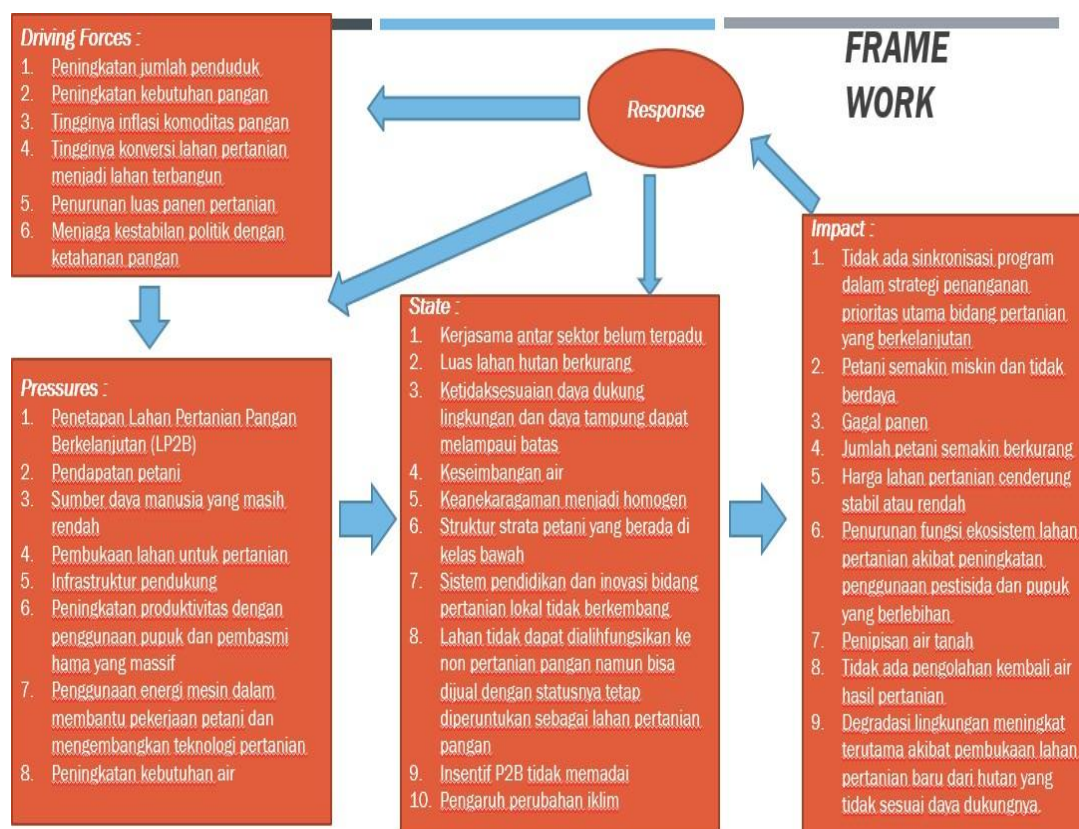 FRAME
WORK
Driving Forces :
1. Peningkatan jumlah penduduk
2. Peningkatan kebutuhan pangan
3. Tingginya inflasi komoditas pangan
4. Tingginya konversi lahan pertanian
menjadi lahan terbangun
5. Penurunan luas panen pertanian
6. Menjaga kestabilan politik dengan
ketahanan pangan
Response
Pressures :
1. Penetapan Lahan Pertanian Pangan
Berkelanjutan (LP2B)
2. Pendapatan petani
3. Sumber daya manusia yang masih
rendah
4. Pembukaan lahan untuk pertanian
5. Infrastruktur pendukung
6. Peningkatan produktivitas dengan
penggunaan pupuk dan pembasmi
hama yang massif
7. Penggunaan energi mesin dalam
membantu pekerjaan petani dan
mengembangkan teknologi pertanian
8. Peningkatan kebutuhan air
State :
1. Kerjasama antar sektor belum terpadu
2. Luas lahan hutan berkurang
3. Ketidaksesuaian daya dukung
lingkungan dan daya tampung dapat
melampaui batas
4. Keseimbangan air
5. Keanekaragaman menjadi homogen
6. Struktur strata petani yang berada di
kelas bawah
7. Sistem pendidikan dan inovasi bidang
pertanian lokal tidak berkembang
8. Lahan tidak dapat dialihfungsikan ke
non pertanian pangan namun bisa
dijual dengan statusnya tetap
diperuntukan sebagai lahan pertanian
pangan
9. Insentif P2B tidak memadai
10. Pengaruh perubahan iklim
Impact :
1. Tidak ada sinkronisasi program
dalam strategi penanganan
prioritas utama bidang pertanian
yang berkelanjutan
2. Petani semakin miskin dan tidak
berdaya
3. Gagal panen
4. Jumlah petani semakin berkurang
5. Harga lahan pertanian cenderung
stabil atau rendah
6. Penurunan fungsi ekosistem lahan
pertanian akibat peningkatan
penggunaan pestisida dan pupuk
yang berlebihan
7. Penipisan air tanah
8. Tidak ada pengolahan kembali air
hasil pertanian
9. Degradasi lingkungan meningkat
terutama akibat pembukaan lahan
pertanian baru dari hutan yang
tidak sesuai daya dukungnya.